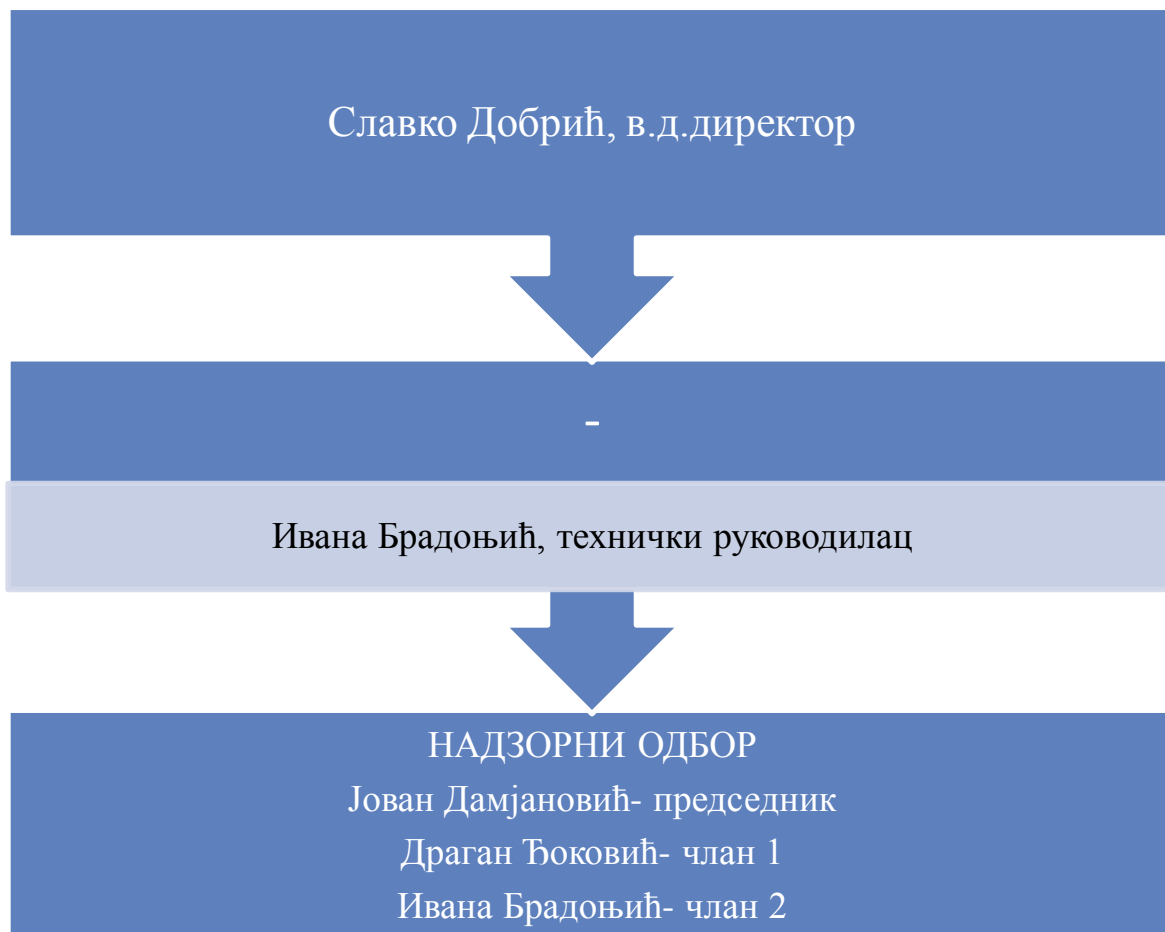 Славко Добрић, в.д.директор
-
Ивана Брадоњић, технички руководилац
НАДЗОРНИ ОДБОР
Јован Дамјановић- председник
Драган Ђоковић- члан 1
Ивана Брадоњић- члан 2